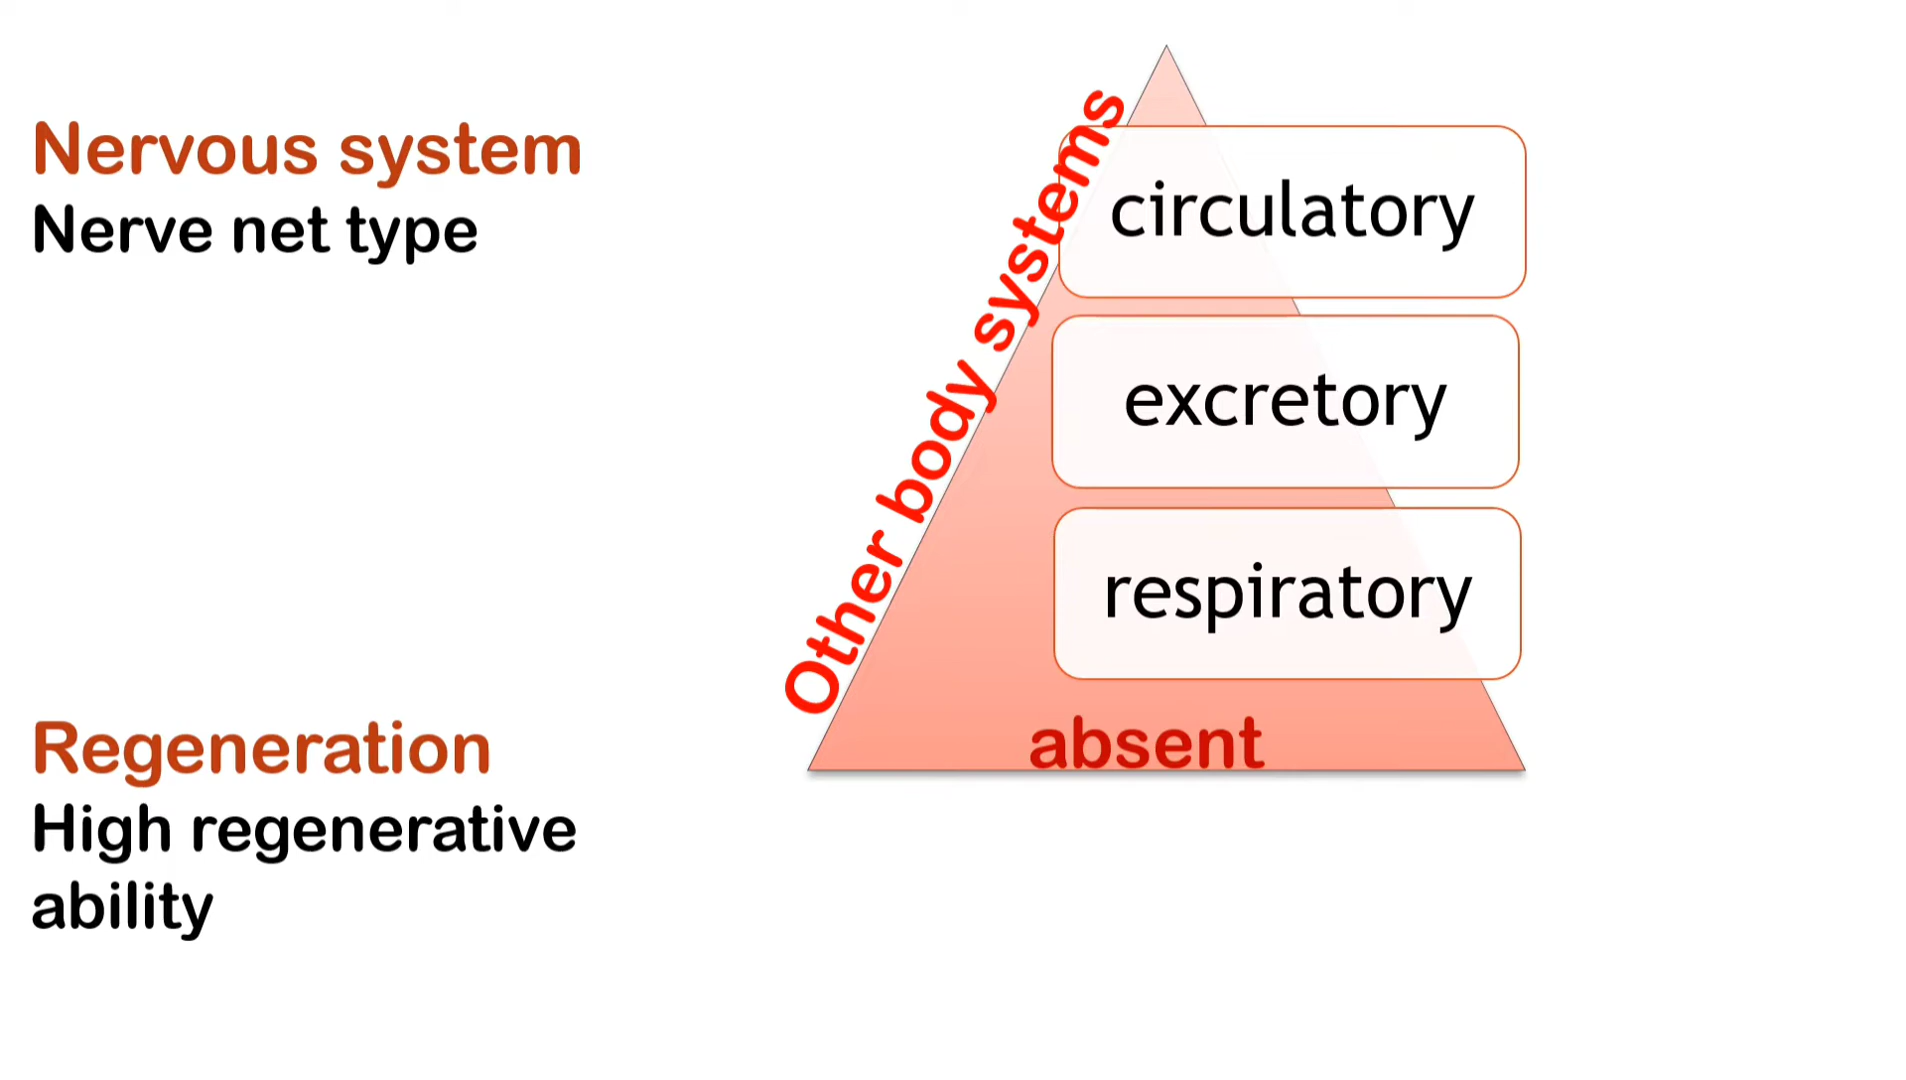 Nervous system
Nerve net type
Regeneration
High regenerative
ability
Other body systems
circulatory
excretory
respiratory
absent